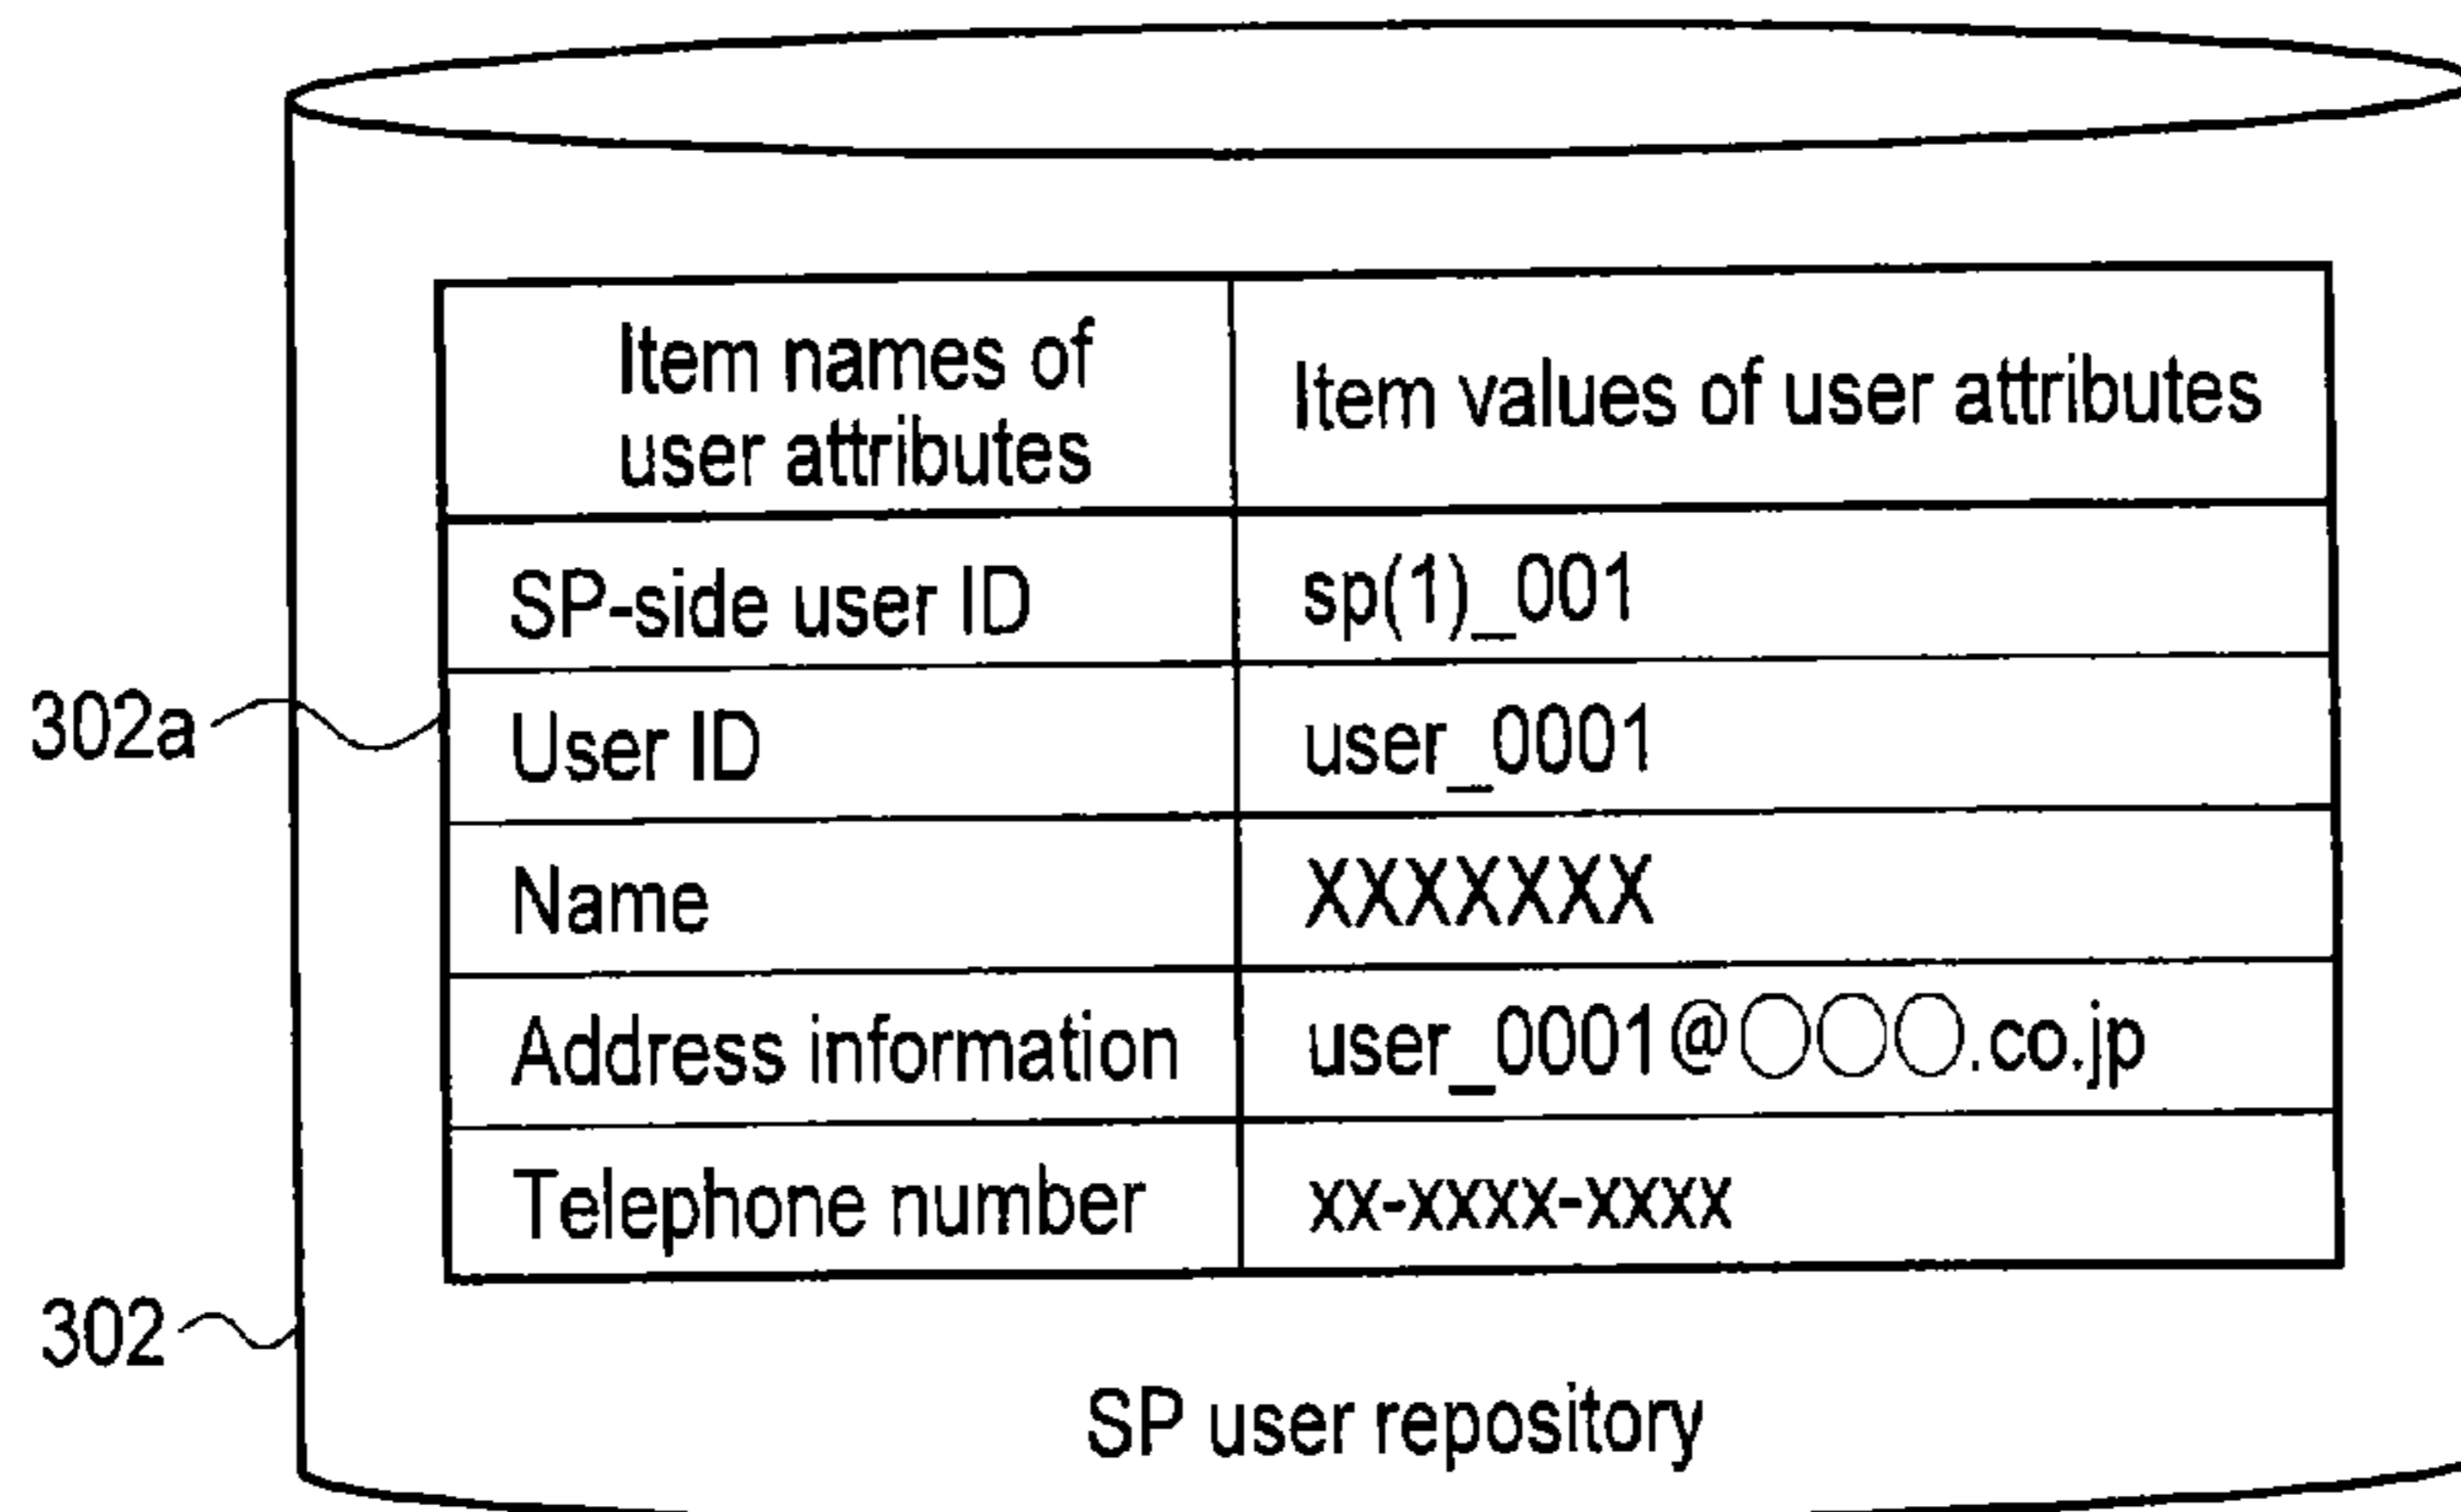 Item names of
user attributes
Item values of user attributes
SP-side user ID
sp(1)_001
302a
User ID
user_0001
Name
XXXXXXX
Address information
user_0001@○○○.co.jp
Telephone number
xx-xxxx-xxxx
302
SP user repository